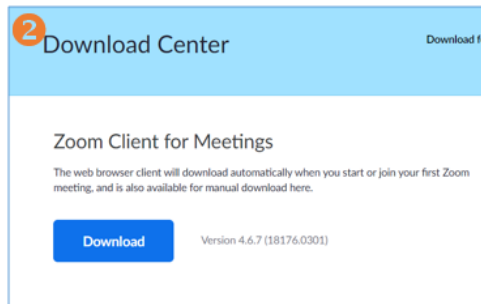 2
Download Center
Download f
Zoom Client for Meetings
The web browser client will download automatically when you start or join your first Zoom
meeting, and is also available for manual download here.
Download
Version 4.6.7 (18176.0301)